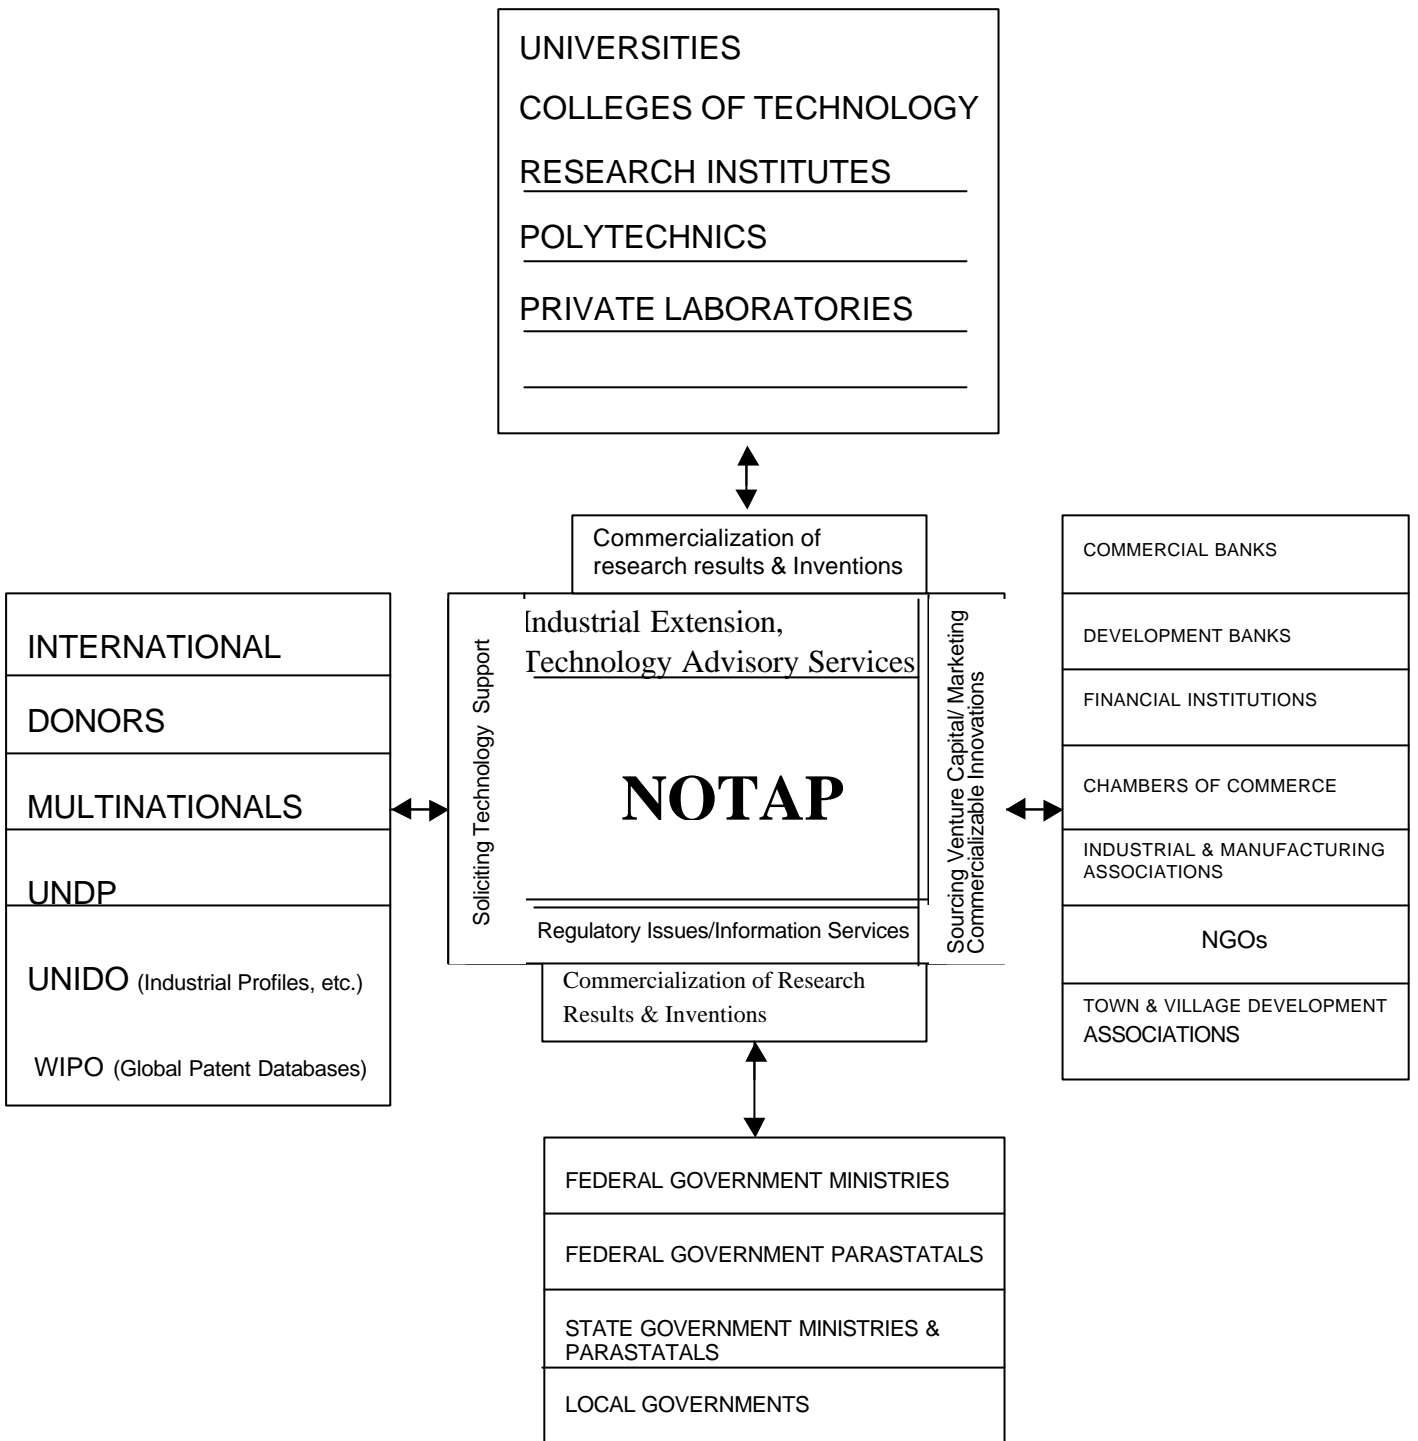 UNIVERSITIES
COLLEGES OF TECHNOLOGY
RESEARCH INSTITUTES
POLYTECHNICS
PRIVATE LABORATORIES
Commercialization of
research results & Inventions
INTERNATIONAL
DONORS
MULTINATIONALS
UNDP
UNIDO (Industrial Profiles, etc.)
WIPO (Global Patent Databases)
Soliciting Technology Support
Industrial Extension,
Technology Advisory Services
NOTAP
Regulatory Issues/Information Services
Sourcing Venture Capital/ Marketing
Commercializable Innovations
Commercialization of Research
Results & Inventions
COMMERCIAL BANKS
DEVELOPMENT BANKS
FINANCIAL INSTITUTIONS
CHAMBERS OF COMMERCE
INDUSTRIAL & MANUFACTURING
ASSOCIATIONS
NGOs
TOWN & VILLAGE DEVELOPMENT
ASSOCIATIONS
FEDERAL GOVERNMENT MINISTRIES
FEDERAL GOVERNMENT PARASTATALS
STATE GOVERNMENT MINISTRIES &
PARASTATALS
LOCAL GOVERNMENTS